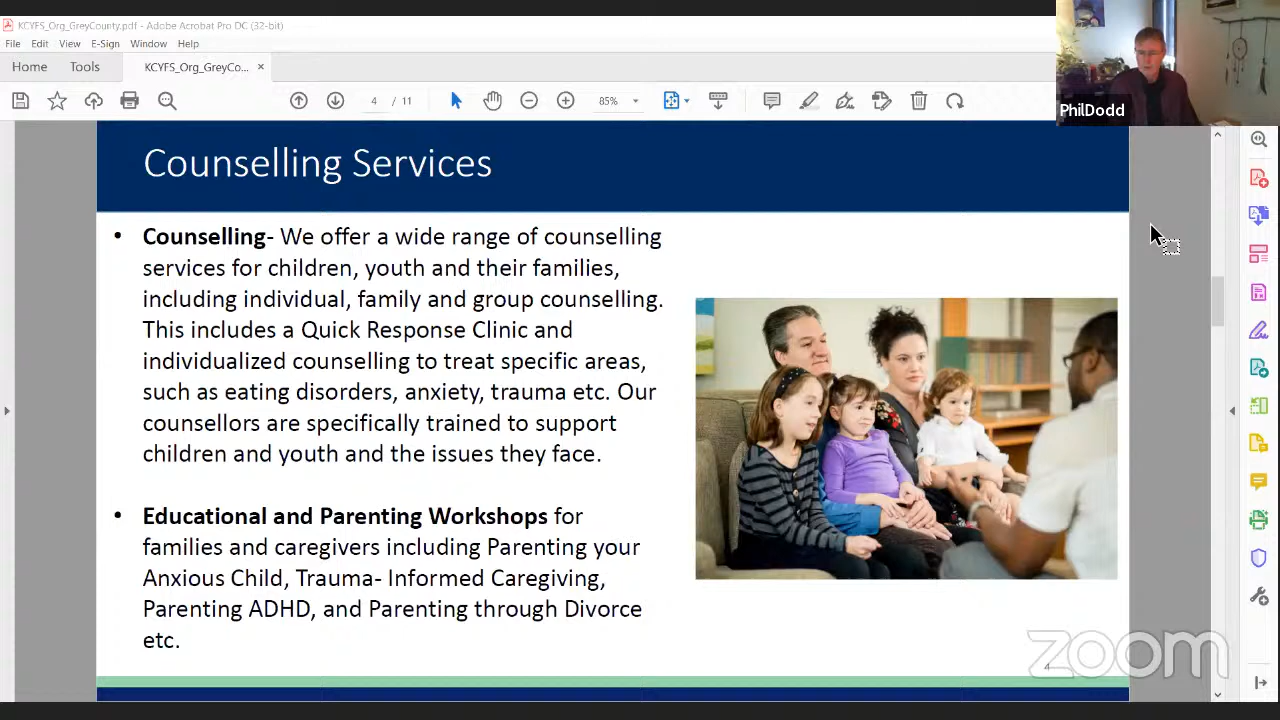 KCYFS_Org_GreyCounty.pdf - Adobe Acrobat Pro DC (32-bit)
File Edit View E-Sign Window Help
Home Tools KCYFS_Org_GreyCo... ×
4 / 11 85%
PhilDodd
Counselling Services
• Counselling- We offer a wide range of counselling
services for children, youth and their families,
including individual, family and group counselling.
This includes a Quick Response Clinic and
individualized counselling to treat specific areas,
such as eating disorders, anxiety, trauma etc. Our
counsellors are specifically trained to support
children and youth and the issues they face.
• Educational and Parenting Workshops for
families and caregivers including Parenting your
Anxious Child, Trauma- Informed Caregiving,
Parenting ADHD, and Parenting through Divorce
etc.
4
zoom